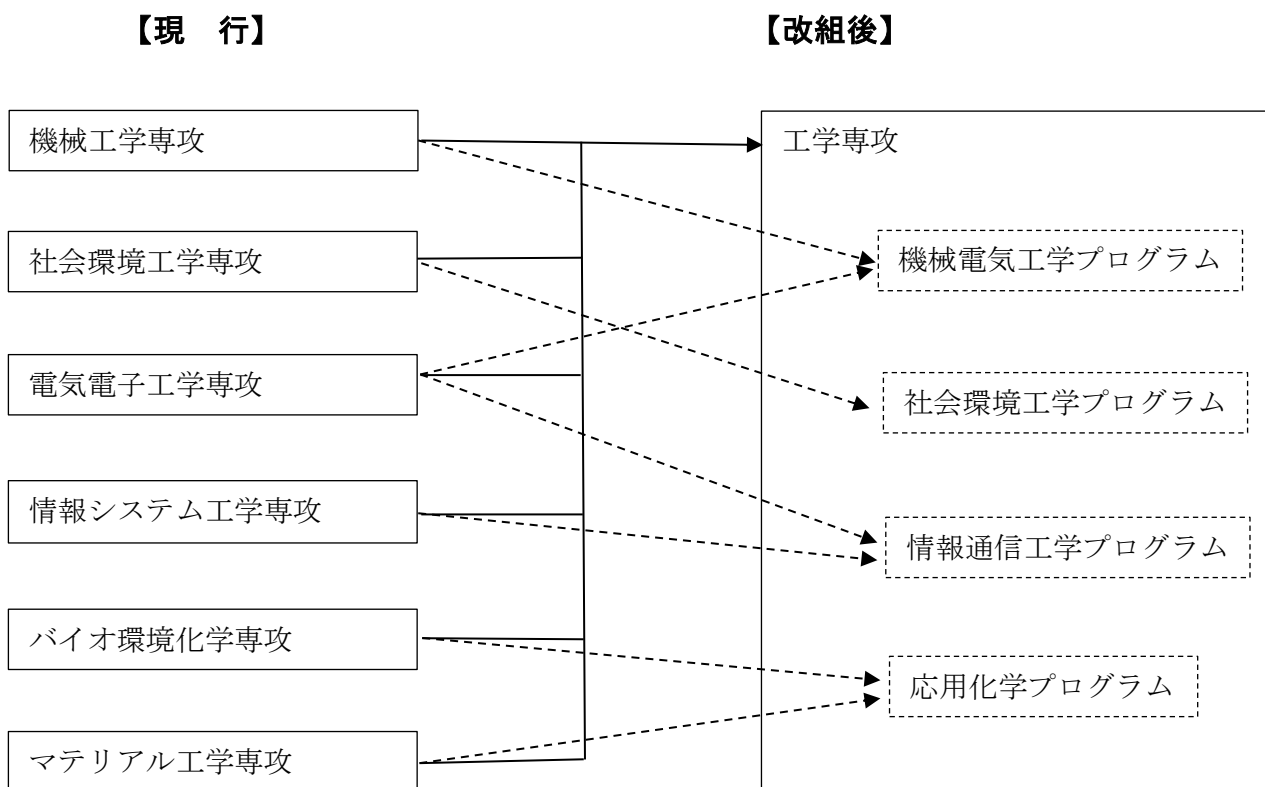 【現　行】
【改組後】
機械工学専攻
社会環境工学専攻
電気電子工学専攻
情報システム工学専攻
バイオ環境化学専攻
マテリアル工学専攻
工学専攻
機械電気工学プログラム
社会環境工学プログラム
情報通信工学プログラム
応用化学プログラム